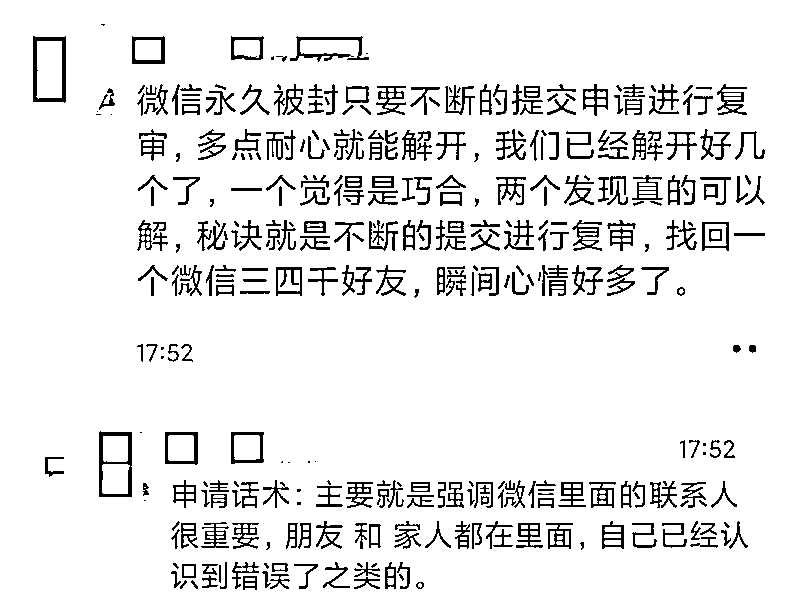 微信永久被封只要不断的提交申请进行复
审，多点耐心就能解开，我们已经解开好几
个了，一个觉得是巧合，两个发现真的可以
解，秘诀就是不断的提交进行复审，找回一
个微信三四千好友，瞬间心情好多了。
17:52
17:52
申请话术：主要就是强调微信里面的联系人
很重要，朋友 和 家人都在里面，自己已经认
识到错误了之类的。